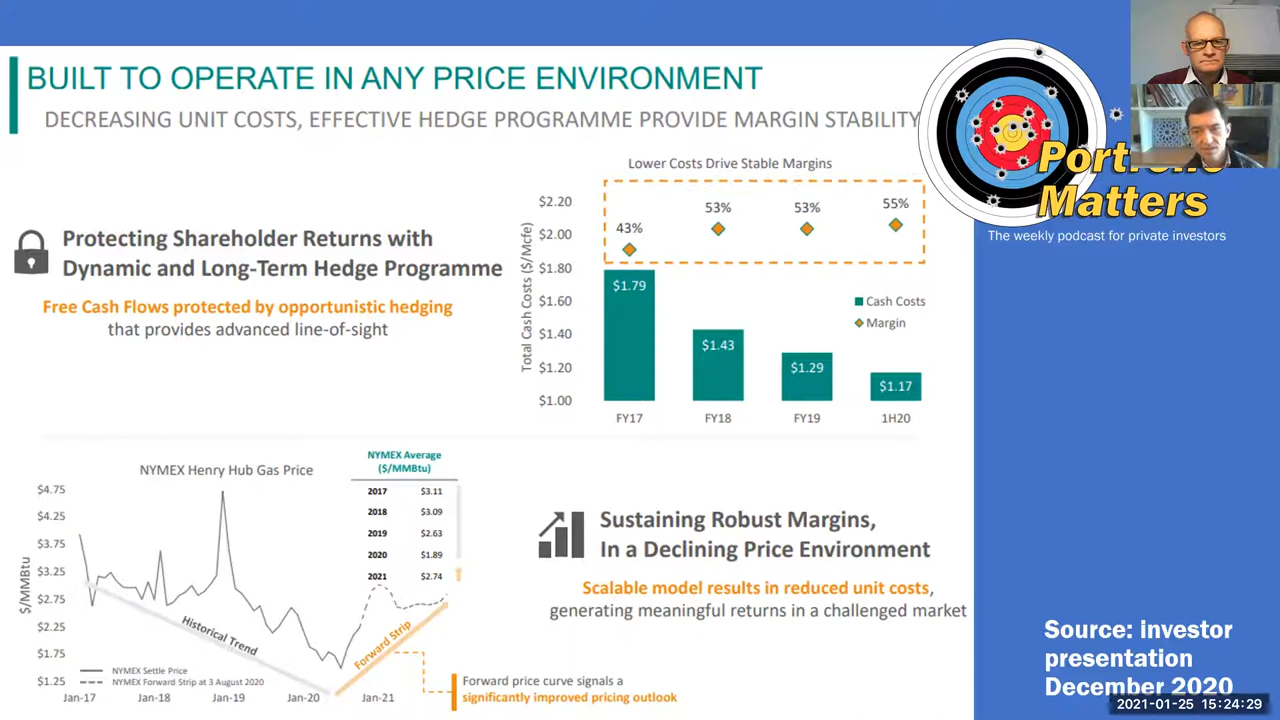 BUILT TO OPERATE IN ANY PRICE ENVIRONMENT
DECREASING UNIT COSTS, EFFECTIVE HEDGE PROGRAMME PROVIDE MARGIN STABILITY
Protecting Shareholder Returns with
Dynamic and Long-Term Hedge Programme
Free Cash Flows protected by opportunistic hedging
that provides advanced line-of-sight
Lower Costs Drive Stable Margins
Total Cash Costs ($/Mcfe)
$2.20
$2.00
$1.80
$1.60
$1.40
$1.20
$1.00
43%
53%
53%
55%
$1.79
$1.43
$1.29
$1.17
Cash Costs
Margin
FY17
FY18
FY19
1H20
NYMEX Henry Hub Gas Price
$/MMBtu
$4.75
$4.25
$3.75
$3.25
$2.75
$2.25
$1.75
$1.25
Historical Trend
Forward Strip
NYMEX Settle Price
NYMEX Forward Strip at 3 August 2020
Jan-17
Jan-18
Jan-19
Jan-20
Jan-21
NYMEX Average
($/MMBtu)
2017 $3.11
2018 $3.09
2019 $2.63
2020 $1.89
2021 $2.74
Forward price curve signals a
significantly improved pricing outlook
Sustaining Robust Margins,
In a Declining Price Environment
Scalable model results in reduced unit costs,
generating meaningful returns in a challenged market
Matters
The weekly podcast for private investors
Source: investor
presentation
December 2020
2021-01-25 15:24:29